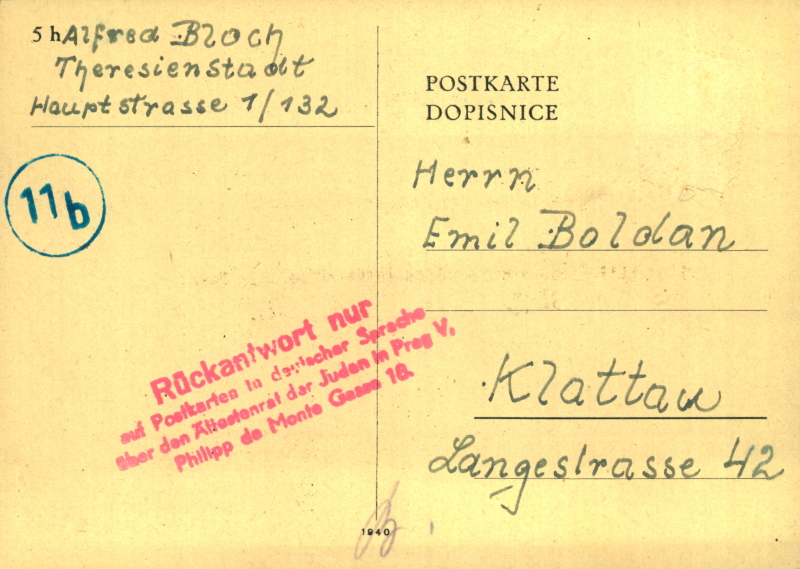 5 h Alfred Bloch
Theresienstadt
Hauptstrasse 1/132
POSTKARTE
DOPISNICE
Herrn
Emil Boldan
11b
Rückantwort nur
auf Postkarten in deutscher Sprache
über den Ältestenrat der Juden in Prag V,
Philipp de Monte Gasse 18.
Klattau
Langestrasse 42
1940